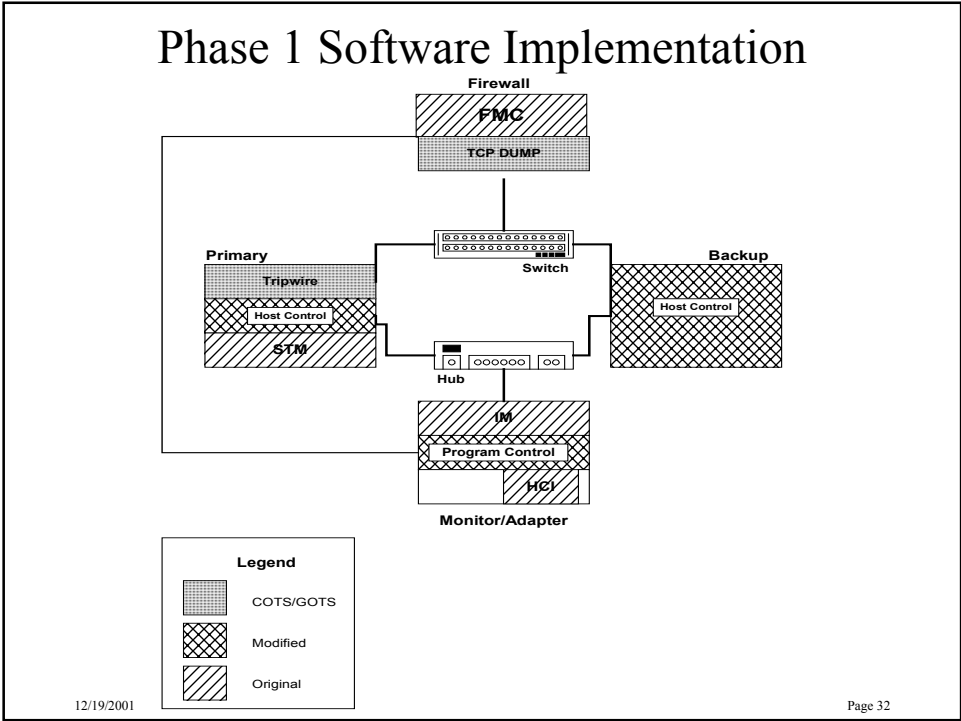 Phase 1 Software Implementation
Firewall
FMC
TCP DUMP
Switch
Primary
Tripwire
Host Control
STM
Backup
Host Control
Hub
IM
Program Control
HCI
Monitor/Adapter
Legend
COTS/GOTS
Modified
Original
12/19/2001
Page 32